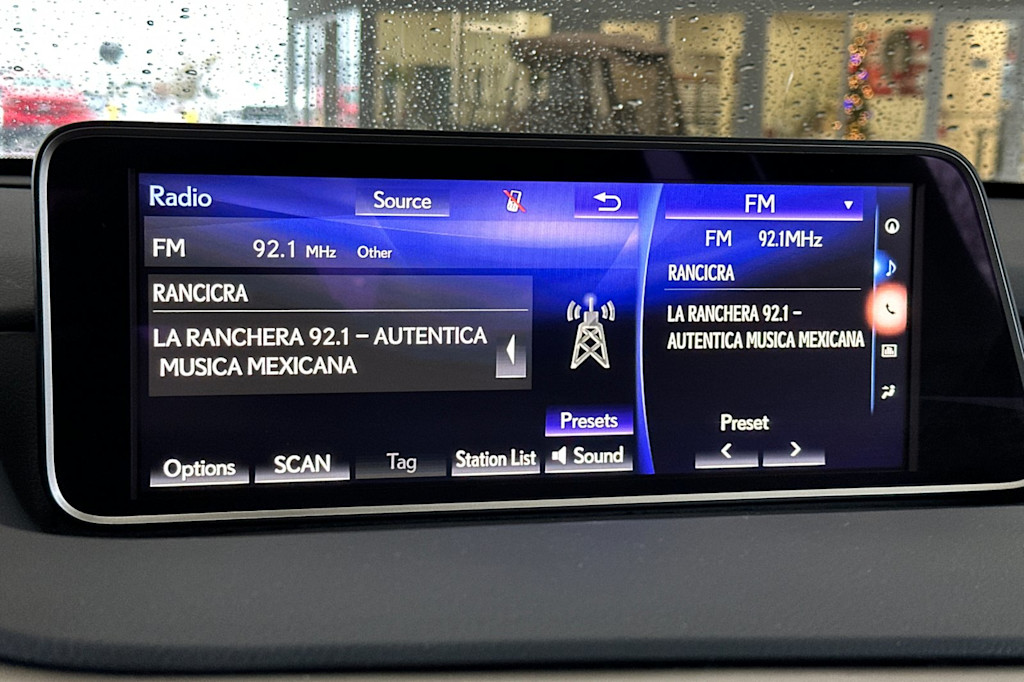 Radio
Source
FM 92.1 MHz Other
RANCICRA
LA RANCHERA 92.1 – AUTENTICA
MUSICA MEXICANA
Presets
Options
SCAN
Tag
Station List
Sound
FM
FM 92.1MHz
RANCICRA
LA RANCHERA 92.1 –
AUTENTICA MUSICA MEXICANA
Preset
< >